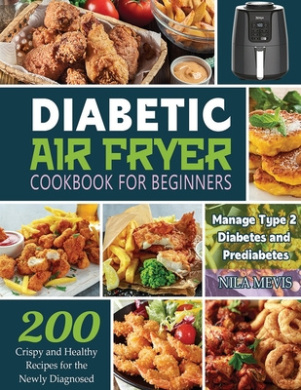 DIABETIC
AIR FRYER
COOKBOOK FOR BEGINNERS
Manage Type 2
Diabetes and
Prediabetes
NILA MEVIS
200
Crispy and Healthy
Recipes for the
Newly Diagnosed